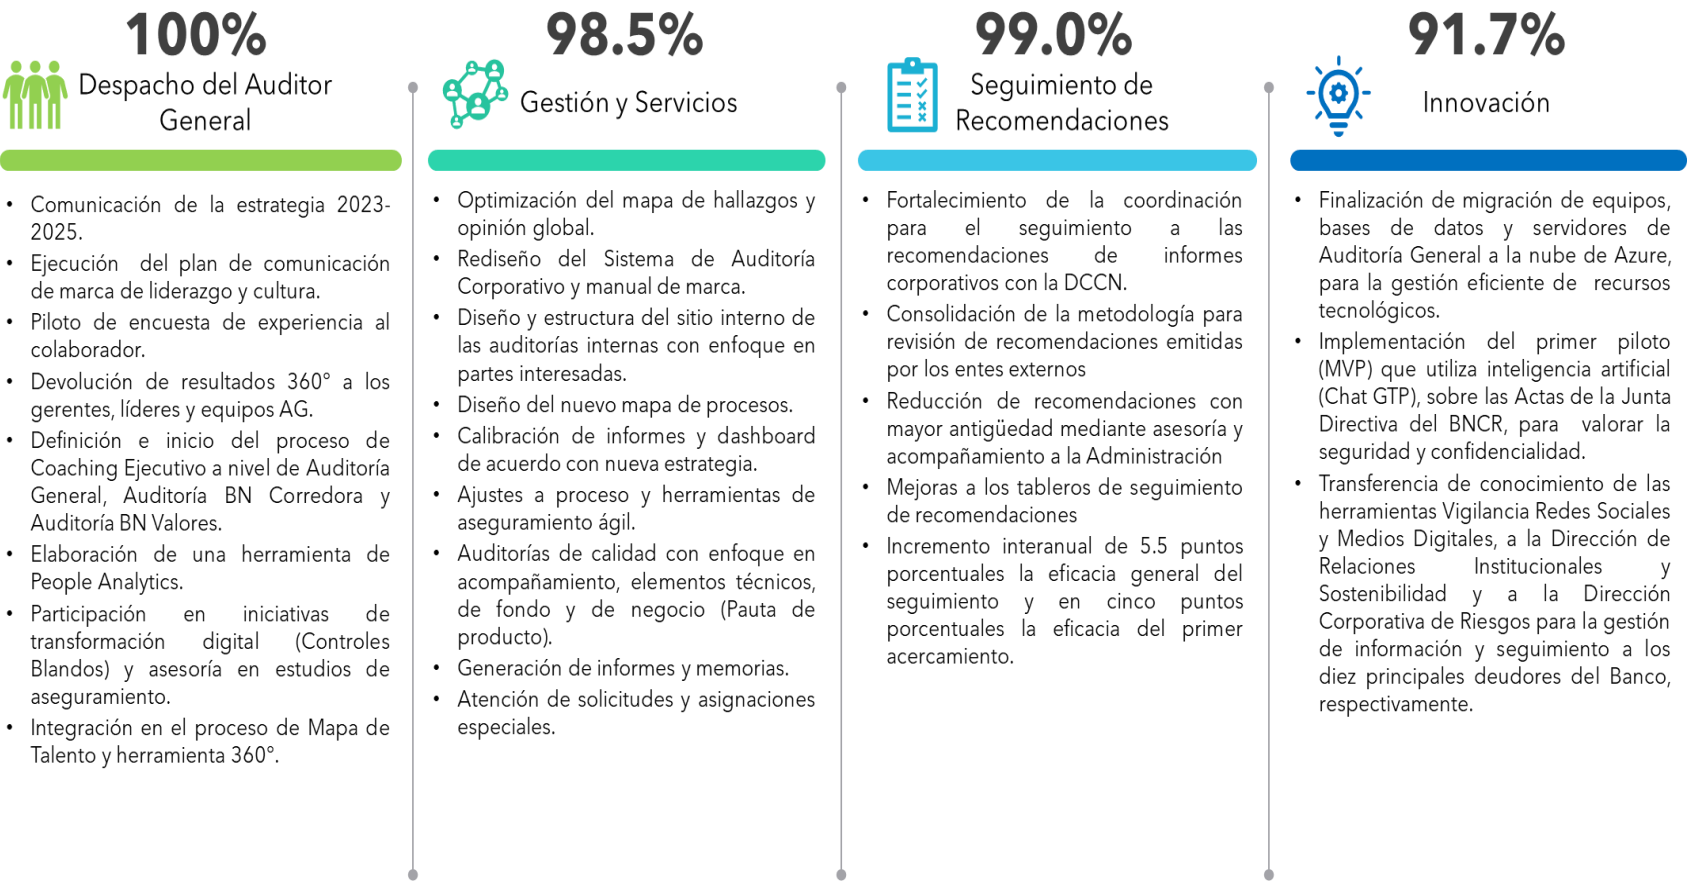 100%
Despacho del Auditor
General
• Comunicación de la estrategia 2023-
2025.
• Ejecución del plan de comunicación
de marca de liderazgo y cultura.
• Piloto de encuesta de experiencia al
colaborador.
• Devolución de resultados 360° a los
gerentes, líderes y equipos AG.
• Definición e inicio del proceso de
Coaching Ejecutivo a nivel de Auditoría
General, Auditoría BN Corredora y
Auditoría BN Valores.
• Elaboración de una herramienta de
People Analytics.
• Participación en iniciativas de
transformación digital (Controles
Blandos) y asesoría en estudios de
aseguramiento.
• Integración en el proceso de Mapa de
Talento y herramienta 360°.
98.5%
Gestión y Servicios
• Optimización del mapa de hallazgos y
opinión global.
• Rediseño del Sistema de Auditoría
Corporativo y manual de marca.
• Diseño y estructura del sitio interno de
las auditorías internas con enfoque en
partes interesadas.
• Diseño del nuevo mapa de procesos.
• Calibración de informes y dashboard
de acuerdo con nueva estrategia.
• Ajustes a proceso y herramientas de
aseguramiento ágil.
• Auditorías de calidad con enfoque en
acompañamiento, elementos técnicos,
de fondo y de negocio (Pauta de
producto).
• Generación de informes y memorias.
• Atención de solicitudes y asignaciones
especiales.
99.0%
Seguimiento de
Recomendaciones
• Fortalecimiento de la coordinación
para el seguimiento a las
recomendaciones de informes
corporativos con la DCCN.
• Consolidación de la metodología para
revisión de recomendaciones emitidas
por los entes externos
• Reducción de recomendaciones con
mayor antigüedad mediante asesoría y
acompañamiento a la Administración
• Mejoras a los tableros de seguimiento
de recomendaciones
• Incremento interanual de 5.5 puntos
porcentuales la eficacia general del
seguimiento y en cinco puntos
porcentuales la eficacia del primer
acercamiento.
91.7%
Innovación
• Finalización de migración de equipos,
bases de datos y servidores de
Auditoría General a la nube de Azure,
para la gestión eficiente de recursos
tecnológicos.
• Implementación del primer piloto
(MVP) que utiliza inteligencia artificial
(Chat GTP), sobre las Actas de la Junta
Directiva del BNCR, para valorar la
seguridad y confidencialidad.
• Transferencia de conocimiento de las
herramientas Vigilancia Redes Sociales
y Medios Digitales, a la Dirección de
Relaciones Institucionales y
Sostenibilidad y a la Dirección
Corporativa de Riesgos para la gestión
de información y seguimiento a los
diez principales deudores del Banco,
respectivamente.